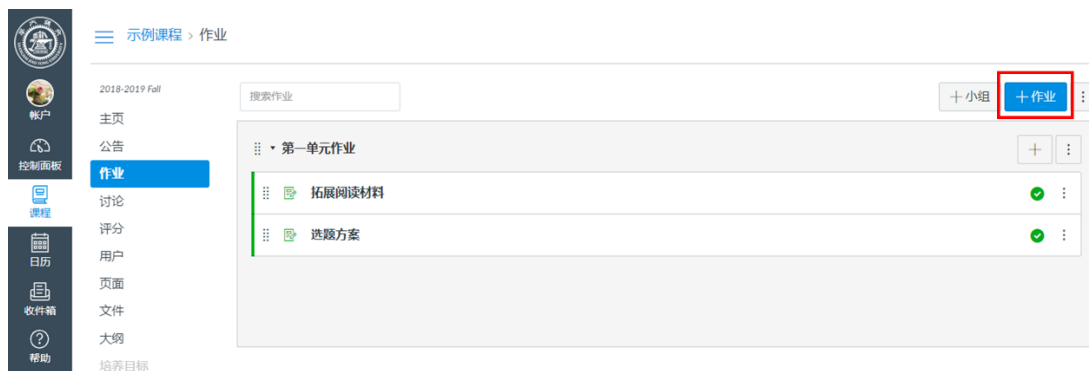 示例课程 › 作业
帐户
控制面板
课程
日历
收件箱
帮助
2018-2019 Fall
主页
公告
作业
讨论
评分
用户
页面
文件
大纲
培养目标
搜索作业
+小组
+作业
第一单元作业
拓展阅读材料
选题方案